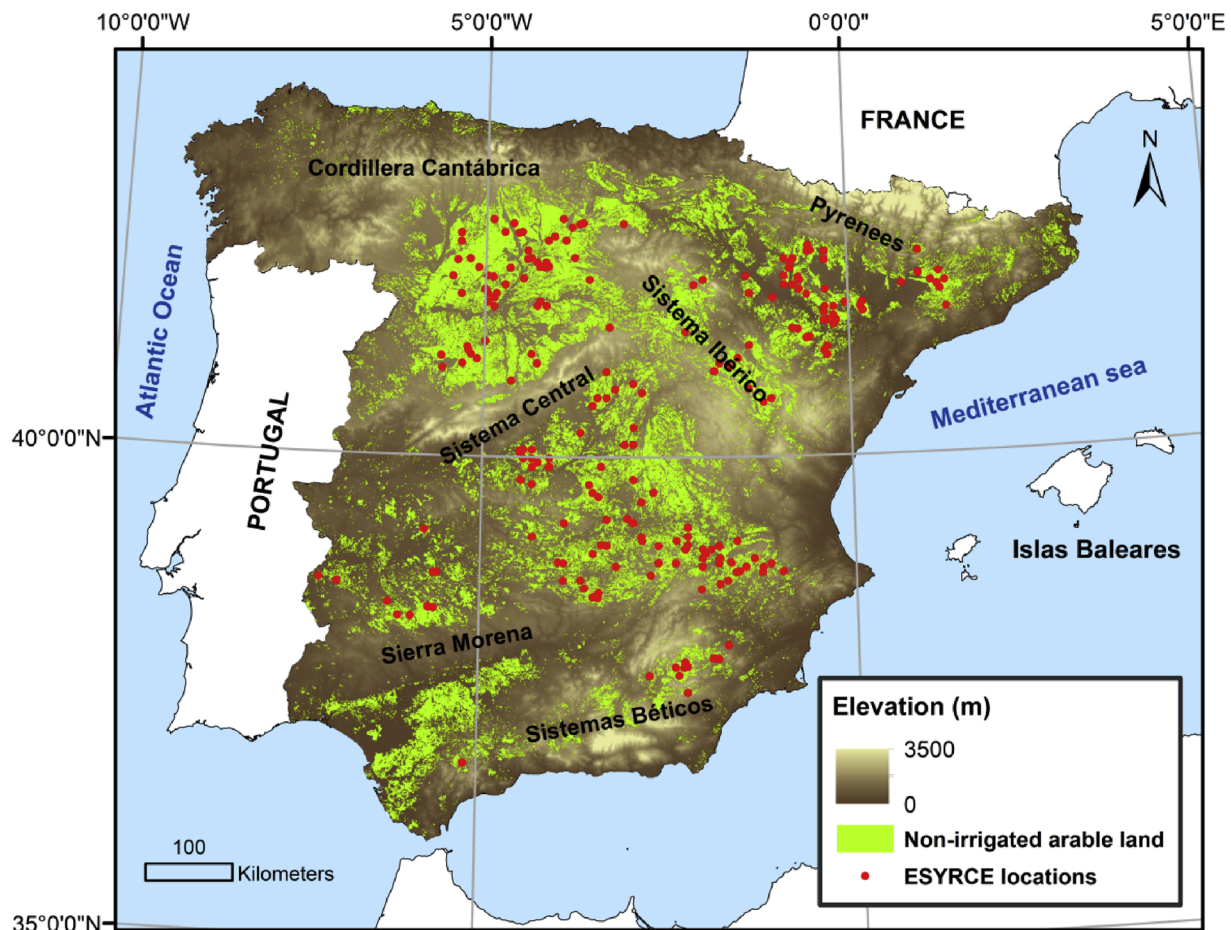 10°0'0"W
5°0'0"W
0°0'0"
5°0'0"E
FRANCE
N
Cordillera Cantábrica
Pyrenees
Atlantic Ocean
Sistema Ibérico
Sistema Central
Mediterranean sea
40°0'0"N
PORTUGAL
Islas Baleares
Sierra Morena
Sistemas Béticos
Elevation (m)
3500
0
Non-irrigated arable land
ESYRCE locations
100
Kilometers
35°0'0"N